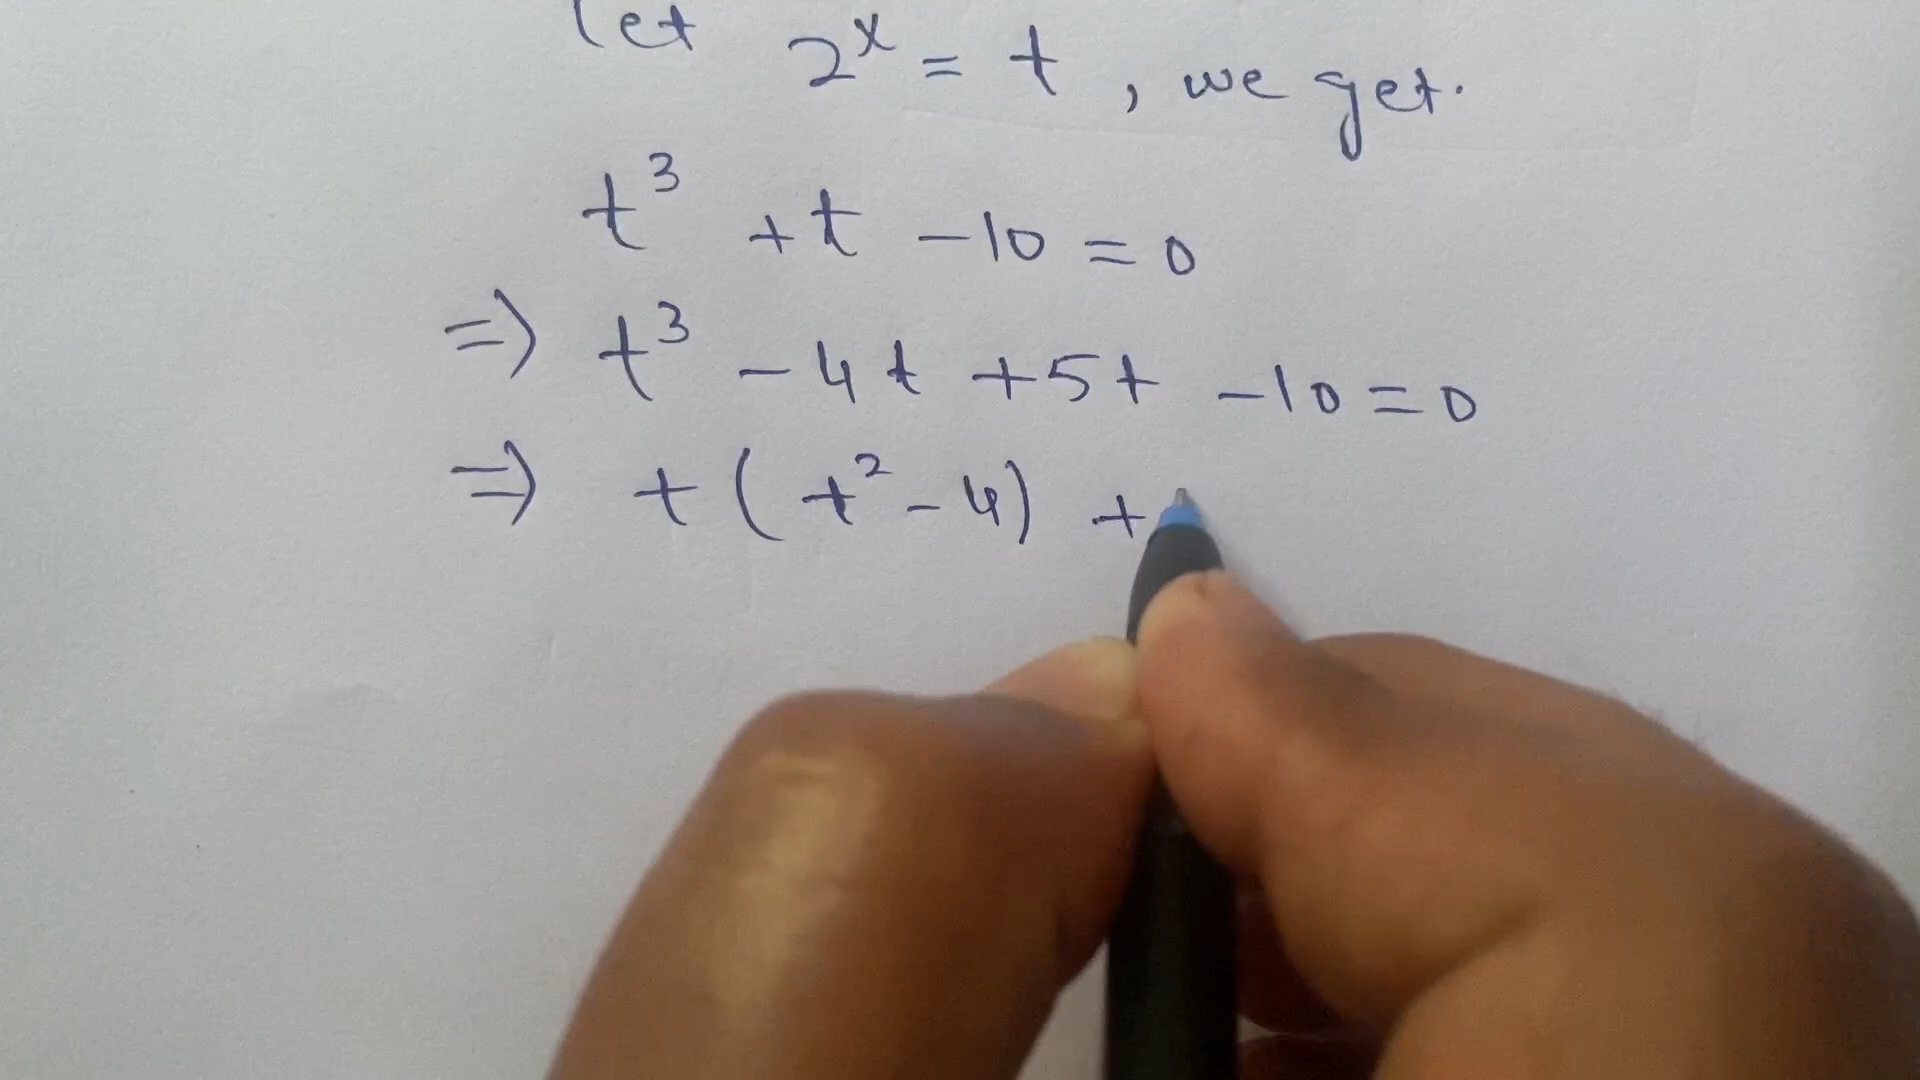 let 2^x = t , we get.
t^3 + t - 10 = 0
=> t^3 - 4t + 5t - 10 = 0
=> t(t^2 - 4) +